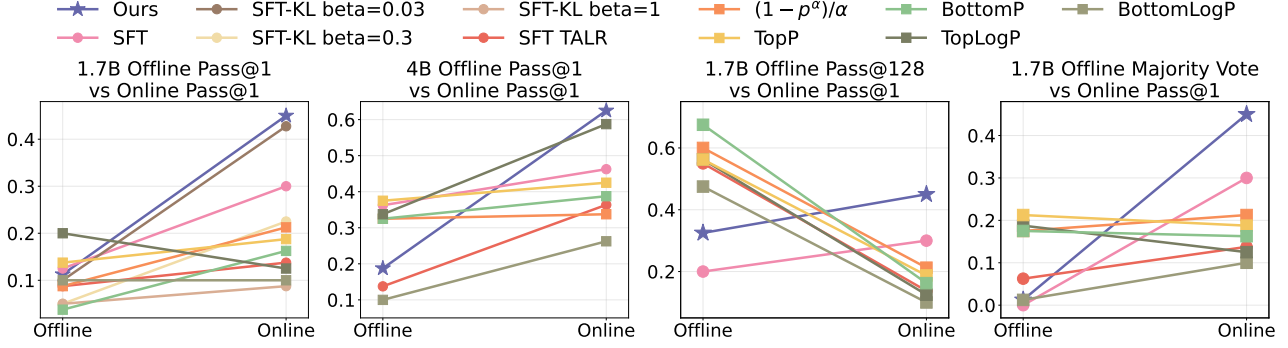 Ours SFT-KL beta=0.03 SFT-KL beta=1 (1 − p^α)/α BottomP BottomLogP
SFT SFT-KL beta=0.3 SFT TALR TopP TopLogP
1.7B Offline Pass@1
vs Online Pass@1
0.4
0.3
0.2
0.1
Offline Online
4B Offline Pass@1
vs Online Pass@1
0.6
0.5
0.4
0.3
0.2
0.1
Offline Online
1.7B Offline Pass@128
vs Online Pass@1
0.6
0.4
0.2
Offline Online
1.7B Offline Majority Vote
vs Online Pass@1
0.4
0.3
0.2
0.1
0.0
Offline Online